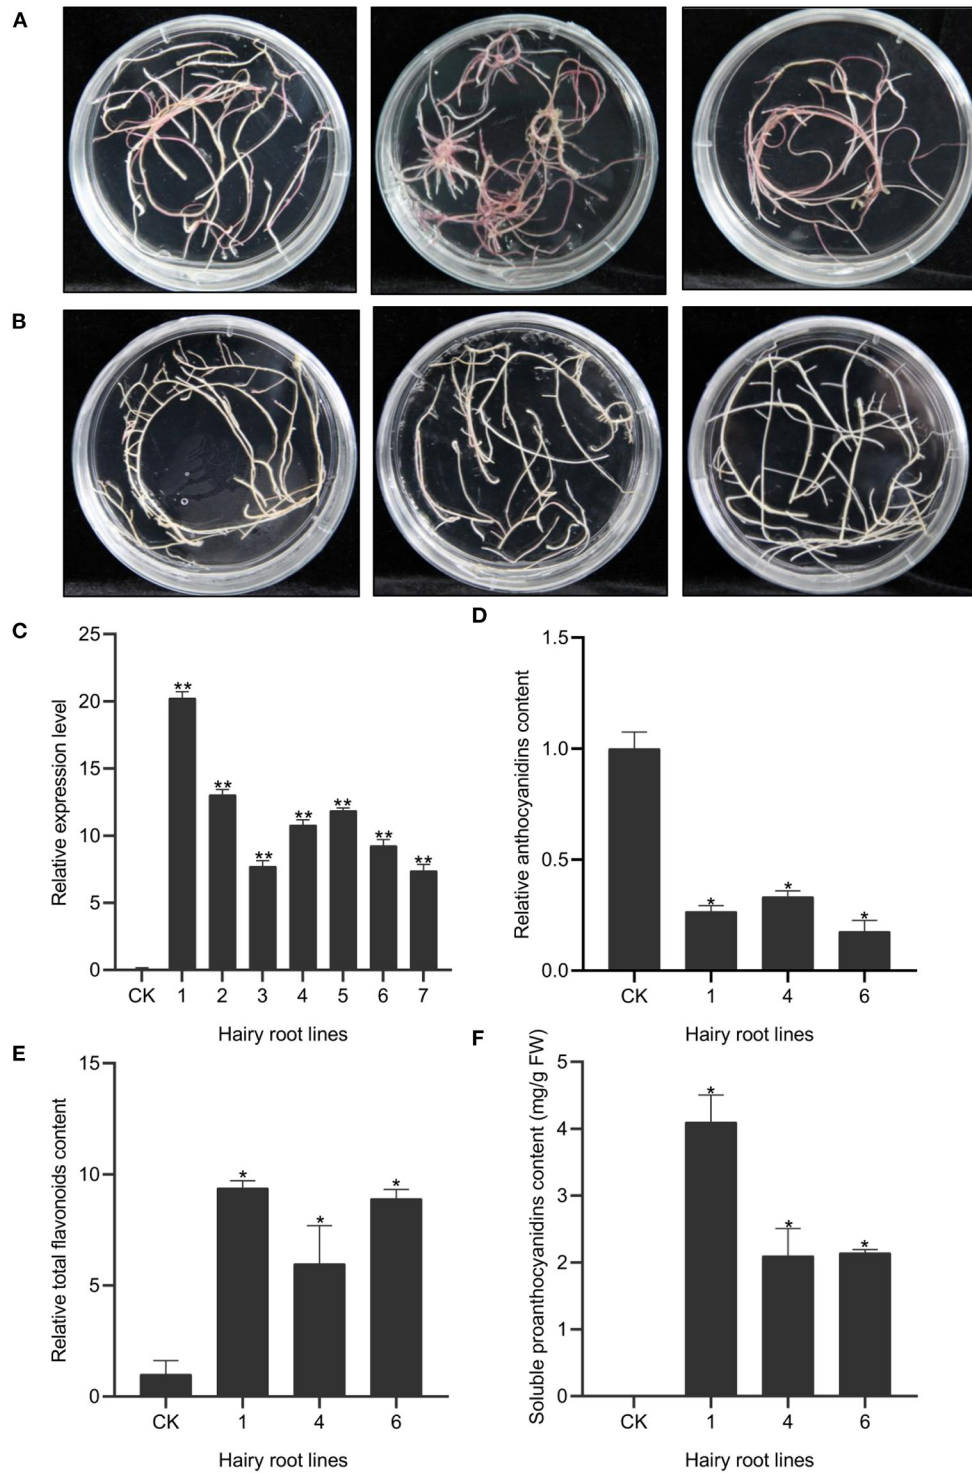 A
B
C
Relative expression level
25
20
15
10
5
0
**
**
**
**
**
**
**
CK 1 2 3 4 5 6 7
Hairy root lines
D
Relative anthocyanidins content
1.5
1.0
0.5
0.0
*
*
*
CK 1 4 6
Hairy root lines
E
Relative total flavonoids content
15
10
5
0
*
*
*
CK 1 4 6
Hairy root lines
F
Soluble proanthocyanidins content (mg/g FW)
5
4
3
2
1
0
*
*
*
CK 1 4 6
Hairy root lines